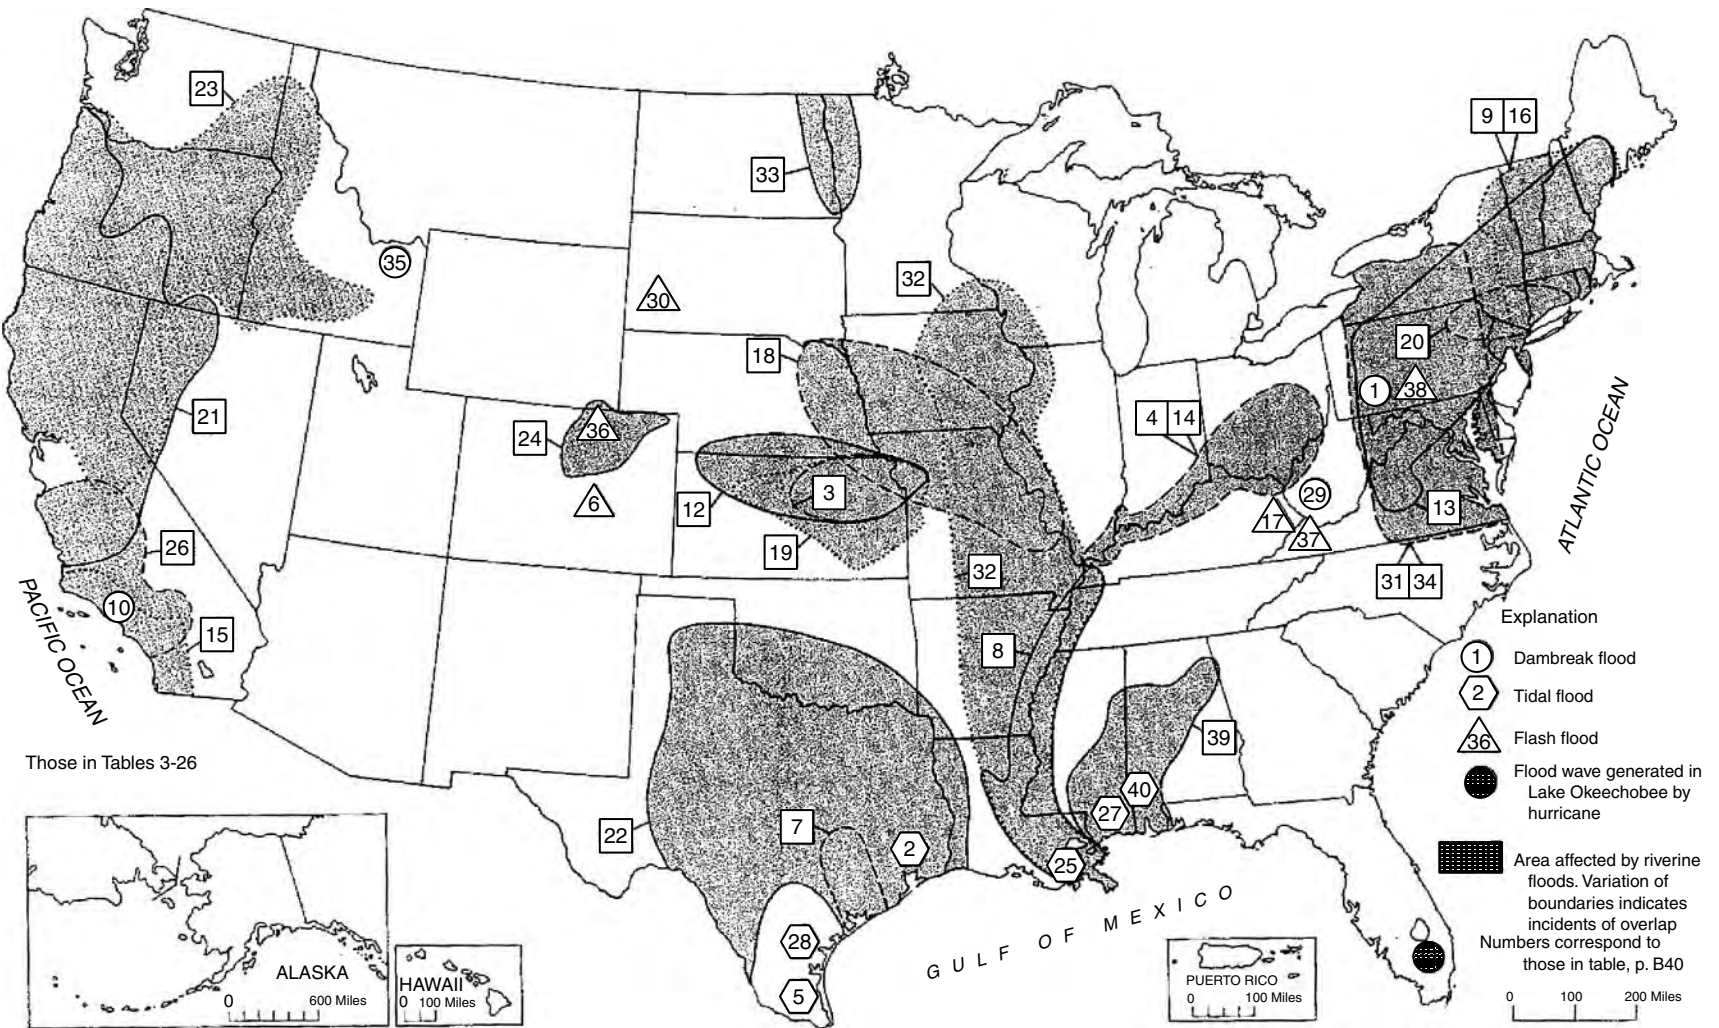 23
9 16
33
35
32
30
18
20
1
38
21
24
36
4 14
3
6
12
29
13
17
37
26
19
32
31 34
10
15
8
PACIFIC OCEAN
ATLANTIC OCEAN
39
Those in Tables 3-26
40
27
22
7
2
25
28
5
GULF OF MEXICO
Explanation
1 Dambreak flood
2 Tidal flood
36 Flash flood
Flood wave generated in
Lake Okeechobee by
hurricane
Area affected by riverine
floods. Variation of
boundaries indicates
incidents of overlap
Numbers correspond to
those in table, p. B40
ALASKA
0 600 Miles
HAWAII
0 100 Miles
PUERTO RICO
0 100 Miles
0 100 200 Miles